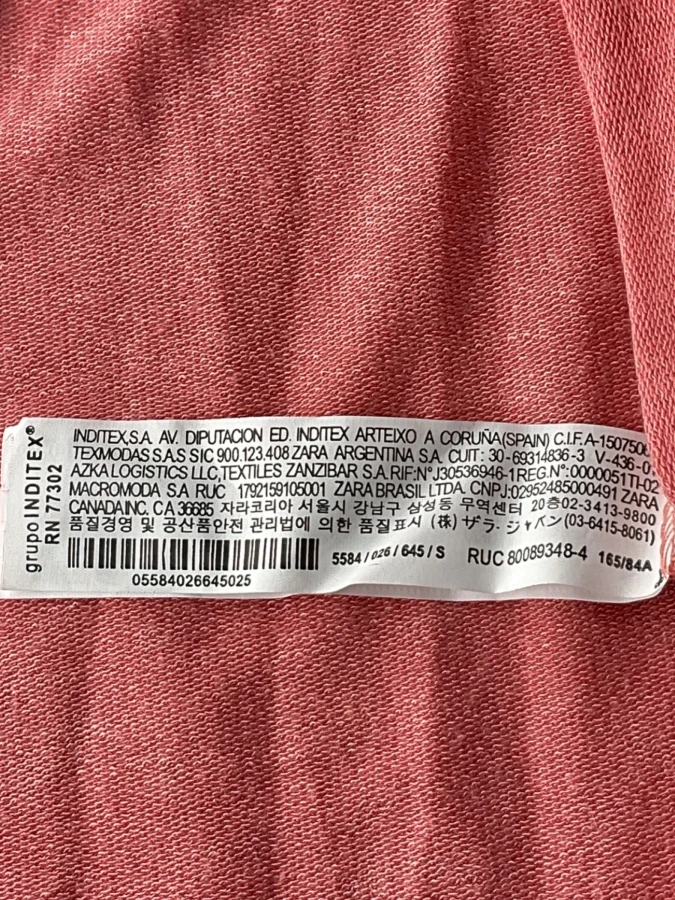 grupo INDITEX®
RN 77302
INDITEX,S.A. AV. DIPUTACION ED. INDITEX ARTEIXO A CORUÑA(SPAIN) C.I.F.
TEXMODAS S.A.S SIC 900.123.408 ZARA ARGENTINA S.A. CUIT: 30-69314836-3 V-436-0
AZKA LOGISTICS LLC,TEXTILES ZANZIBAR S.A.RIF:N°J30536946-1REG.N°:0000051TI-02
MACROMODA S.A RUC 1792159105001 ZARA BRASIL LTDA. CNPJ:02952485000491 ZARA
CANADA INC. CA 36685 자라코리아 서울시 강남구 삼성동 무역센터 20층02-3413-9800
품질경영 및 공산품안전 관리법에 의한 품질표시 (株) ザラ・ジャパン (03-6415-8061)
5584 / 026 / 645 / S RUC 80089348-4 165/84A
05584026645025